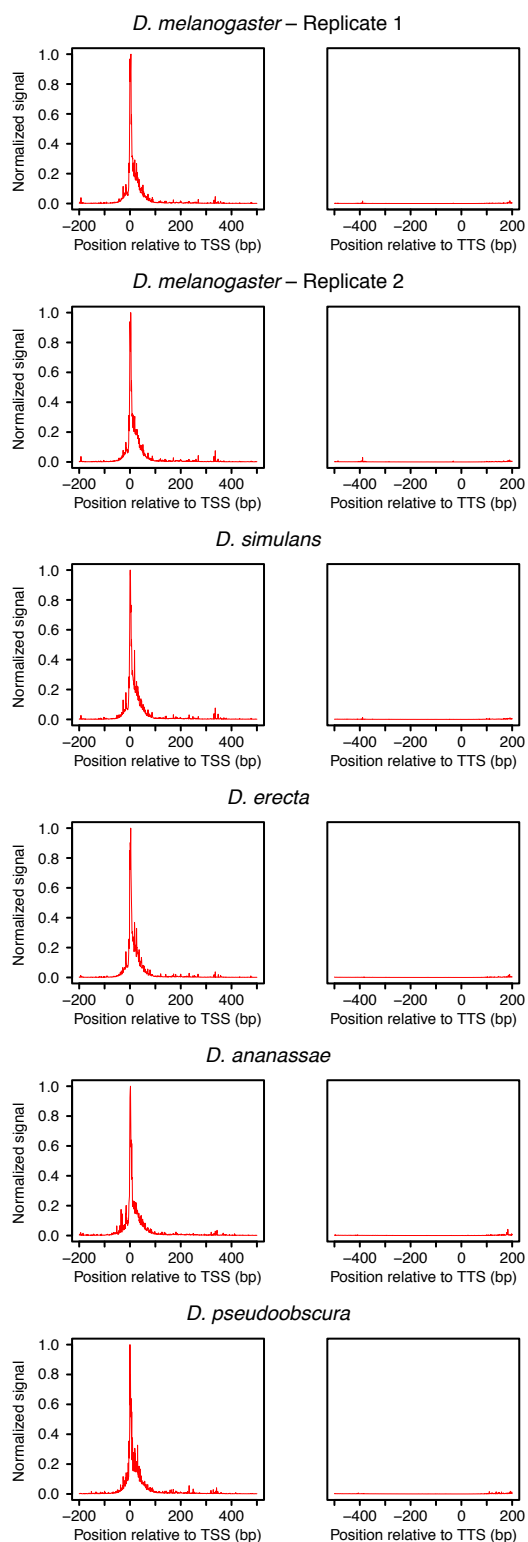 D. melanogaster – Replicate 1
Normalized signal
1.0
0.8
0.6
0.4
0.2
0.0
−200 0 200 400
−400 −200 0 200
Position relative to TSS (bp) Position relative to TTS (bp)
D. melanogaster – Replicate 2
Normalized signal
1.0
0.8
0.6
0.4
0.2
0.0
−200 0 200 400
−400 −200 0 200
Position relative to TSS (bp) Position relative to TTS (bp)
D. simulans
Normalized signal
1.0
0.8
0.6
0.4
0.2
0.0
−200 0 200 400
−400 −200 0 200
Position relative to TSS (bp) Position relative to TTS (bp)
D. erecta
Normalized signal
1.0
0.8
0.6
0.4
0.2
0.0
−200 0 200 400
−400 −200 0 200
Position relative to TSS (bp) Position relative to TTS (bp)
D. ananassae
Normalized signal
1.0
0.8
0.6
0.4
0.2
0.0
−200 0 200 400
−400 −200 0 200
Position relative to TSS (bp) Position relative to TTS (bp)
D. pseudoobscura
Normalized signal
1.0
0.8
0.6
0.4
0.2
0.0
−200 0 200 400
−400 −200 0 200
Position relative to TSS (bp) Position relative to TTS (bp)